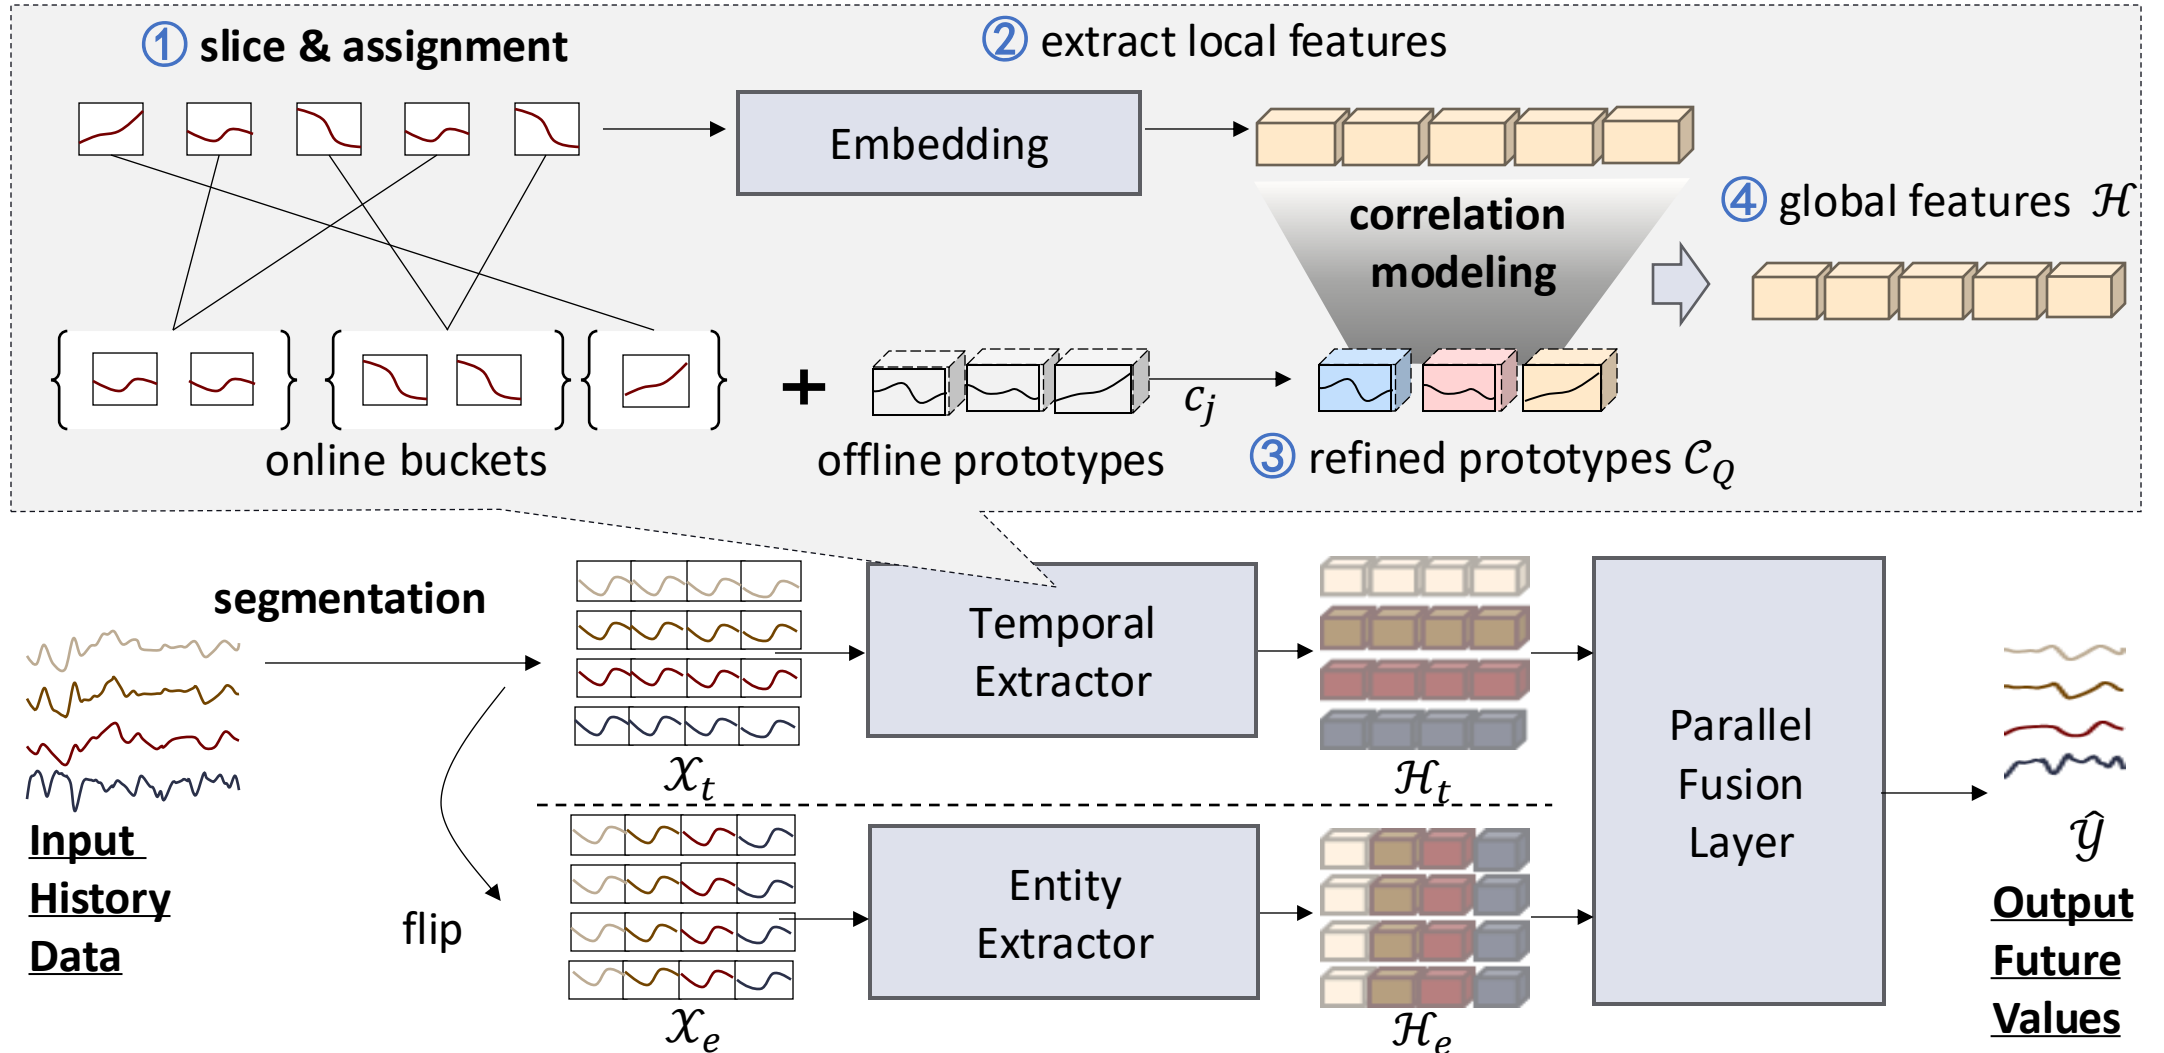 ① slice & assignment
② extract local features
Embedding
correlation
modeling
④ global features ℋ
+
c_j
online buckets
offline prototypes
③ refined prototypes 𝒞_Q
segmentation
Temporal
Extractor
𝒳_t
ℋ_t
Parallel
Fusion
Layer
Input
History
Data
flip
Entity
Extractor
𝒳_e
ℋ_e
𝒴̂
Output
Future
Values